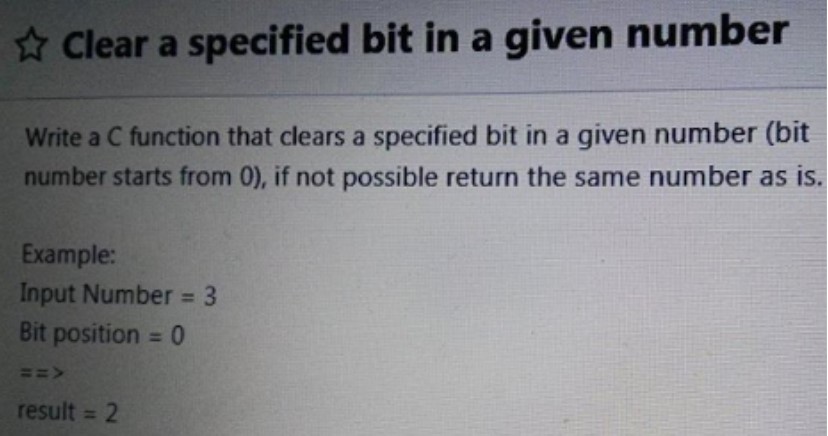 ☆ Clear a specified bit in a given number
Write a C function that clears a specified bit in a given number (bit
number starts from 0), if not possible return the same number as is.
Example:
Input Number = 3
Bit position = 0
==>
result = 2